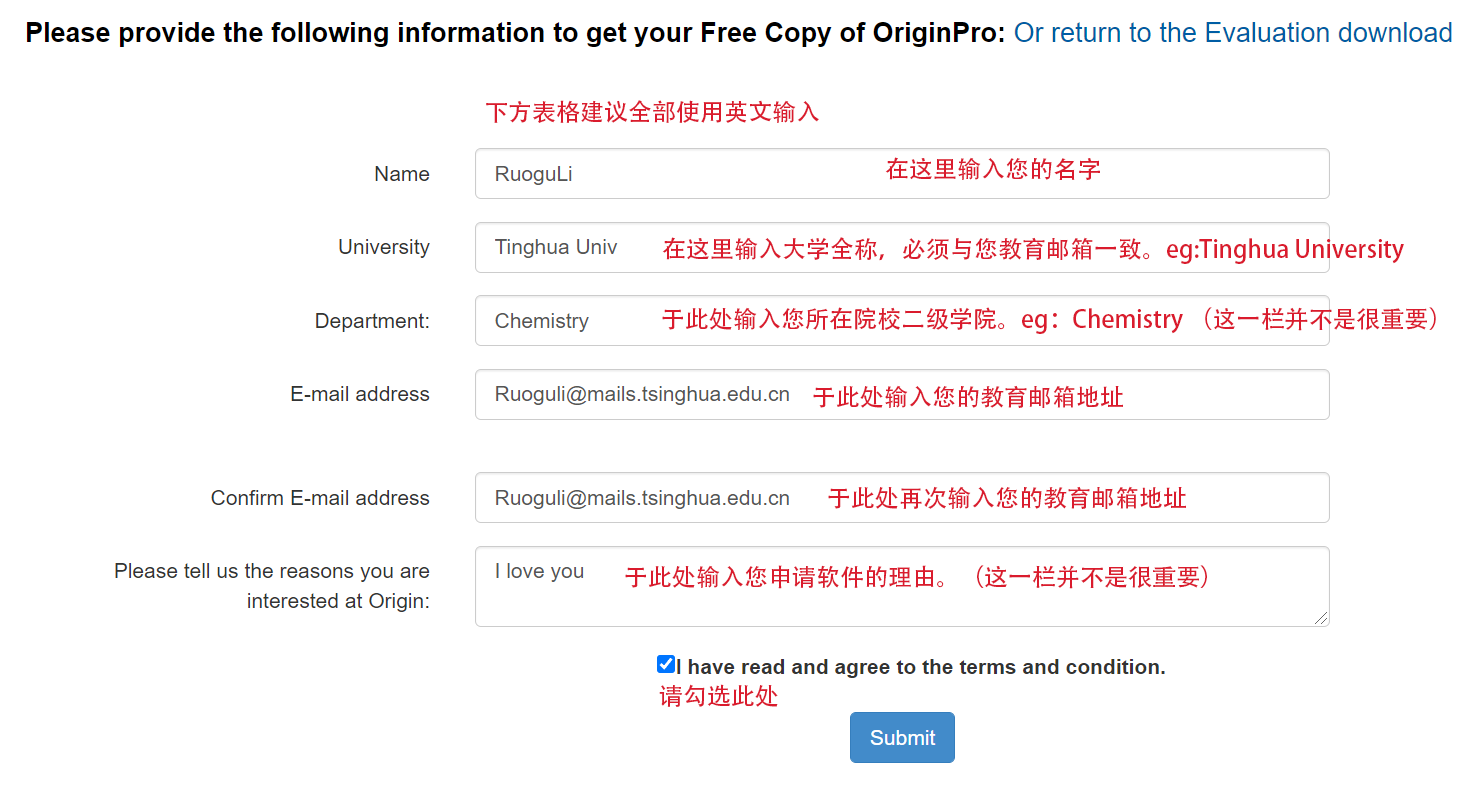 Please provide the following information to get your Free Copy of OriginPro: Or return to the Evaluation download
下方表格建议全部使用英文输入
Name RuoguLi 在这里输入您的名字
University Tinghua Univ 在这里输入大学全称，必须与您教育邮箱一致。eg:Tinghua University
Department: Chemistry 于此处输入您所在院校二级学院。eg：Chemistry （这一栏并不是很重要）
E-mail address Ruoguli@mails.tsinghua.edu.cn 于此处输入您的教育邮箱地址
Confirm E-mail address Ruoguli@mails.tsinghua.edu.cn 于此处再次输入您的教育邮箱地址
Please tell us the reasons you are I love you 于此处输入您申请软件的理由。（这一栏并不是很重要）
interested at Origin:
I have read and agree to the terms and condition.
请勾选此处
Submit